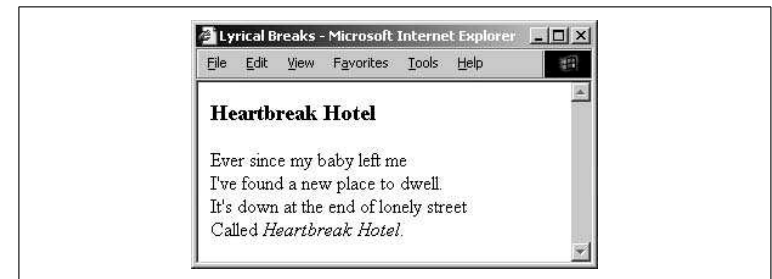 Lyrical Breaks - Microsoft Internet Explorer
File Edit View Favorites Tools Help
Heartbreak Hotel
Ever since my baby left me
I've found a new place to dwell.
It's down at the end of lonely street
Called Heartbreak Hotel.